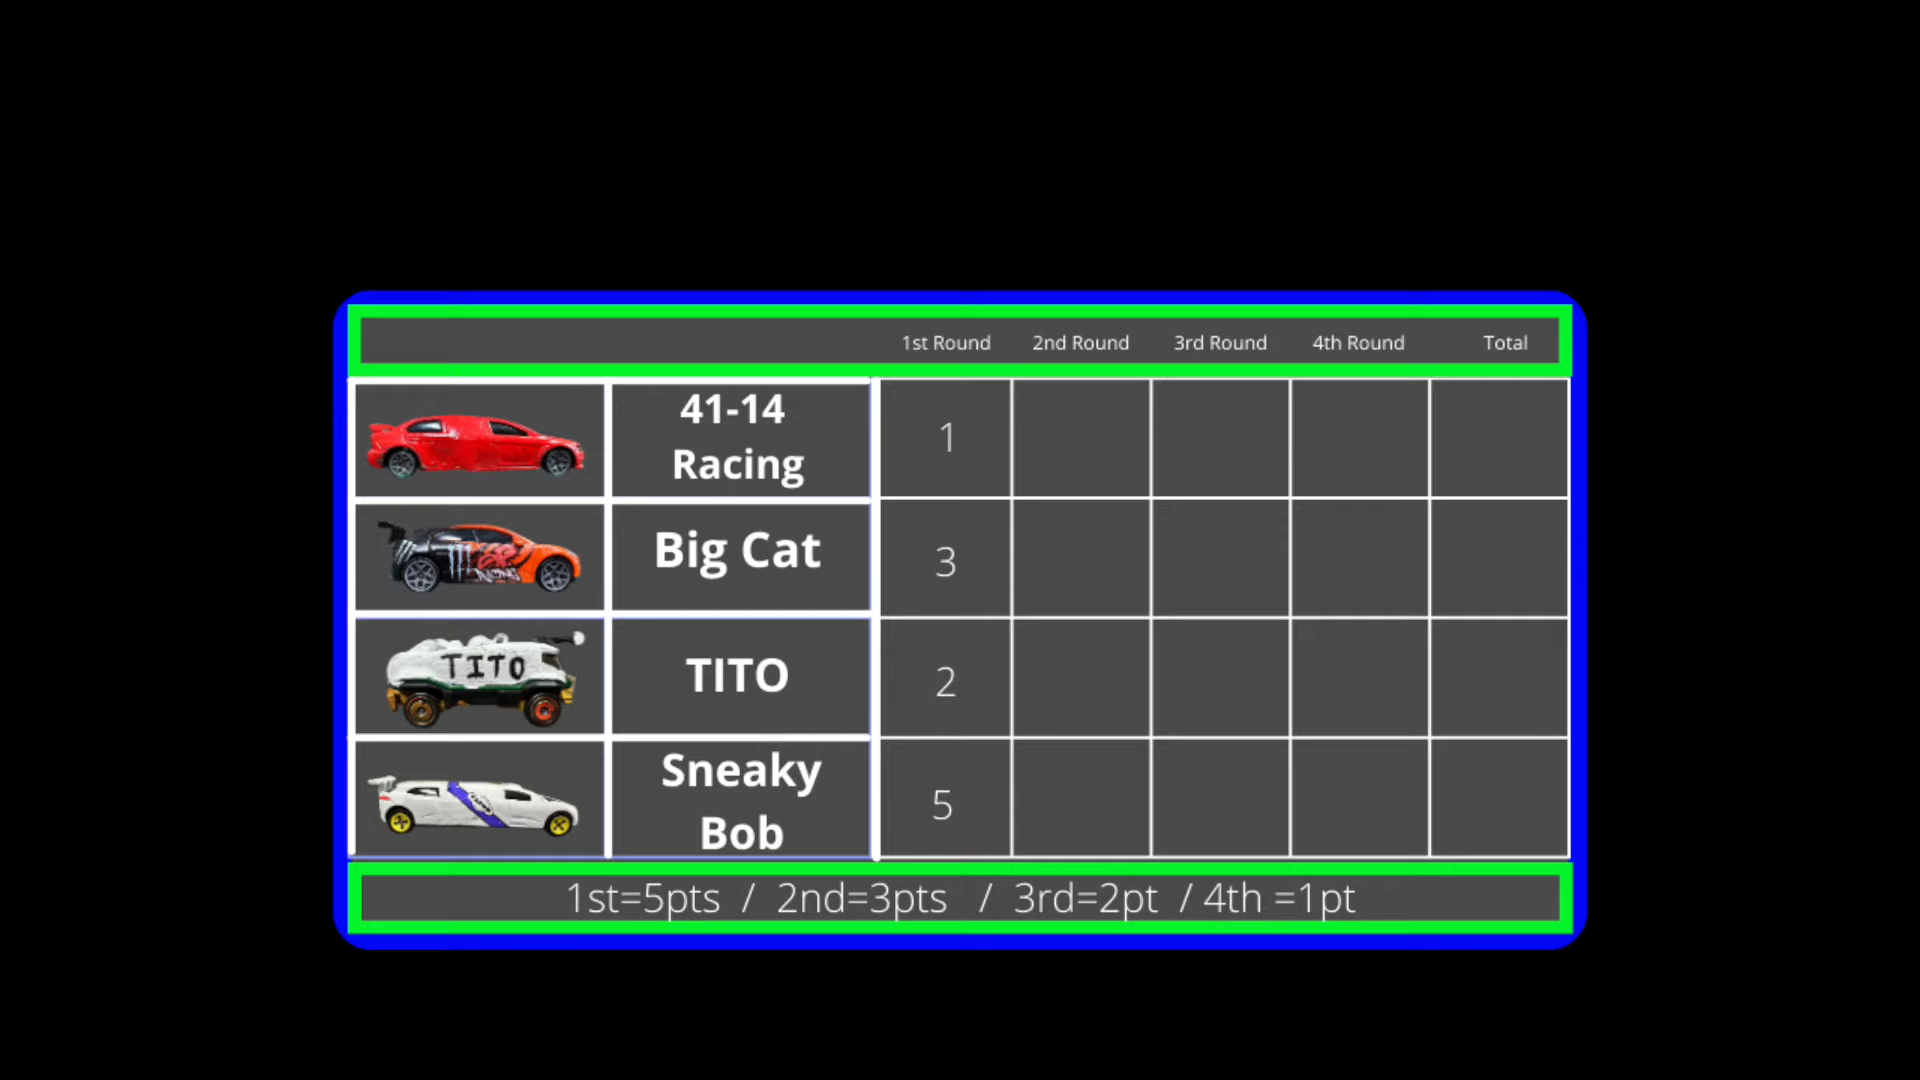 1st Round 2nd Round 3rd Round 4th Round Total
41-14
Racing
1
Big Cat
3
TITO
TITO
2
Sneaky
Bob
5
1st=5pts / 2nd=3pts / 3rd=2pt / 4th =1pt